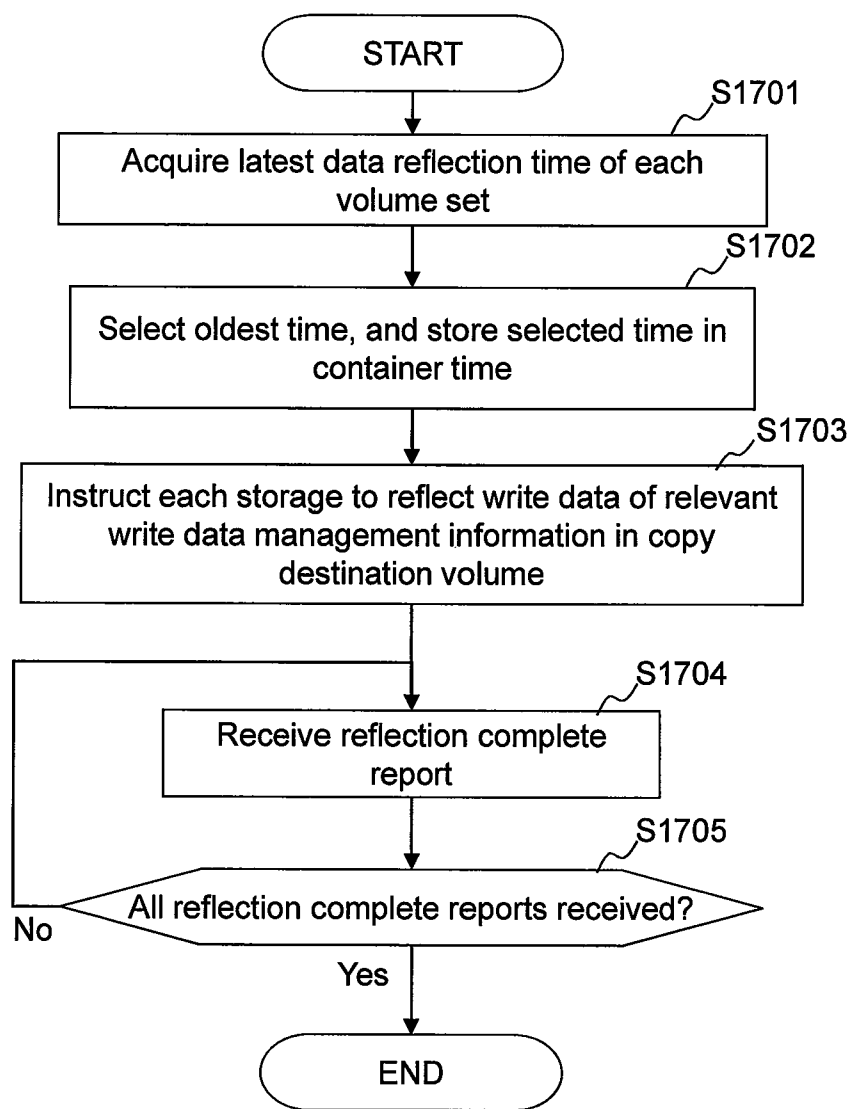 START
S1701
Acquire latest data reflection time of each
volume set
S1702
Select oldest time, and store selected time in
container time
S1703
Instruct each storage to reflect write data of relevant
write data management information in copy
destination volume
S1704
Receive reflection complete
report
S1705
All reflection complete reports received?
No
Yes
END